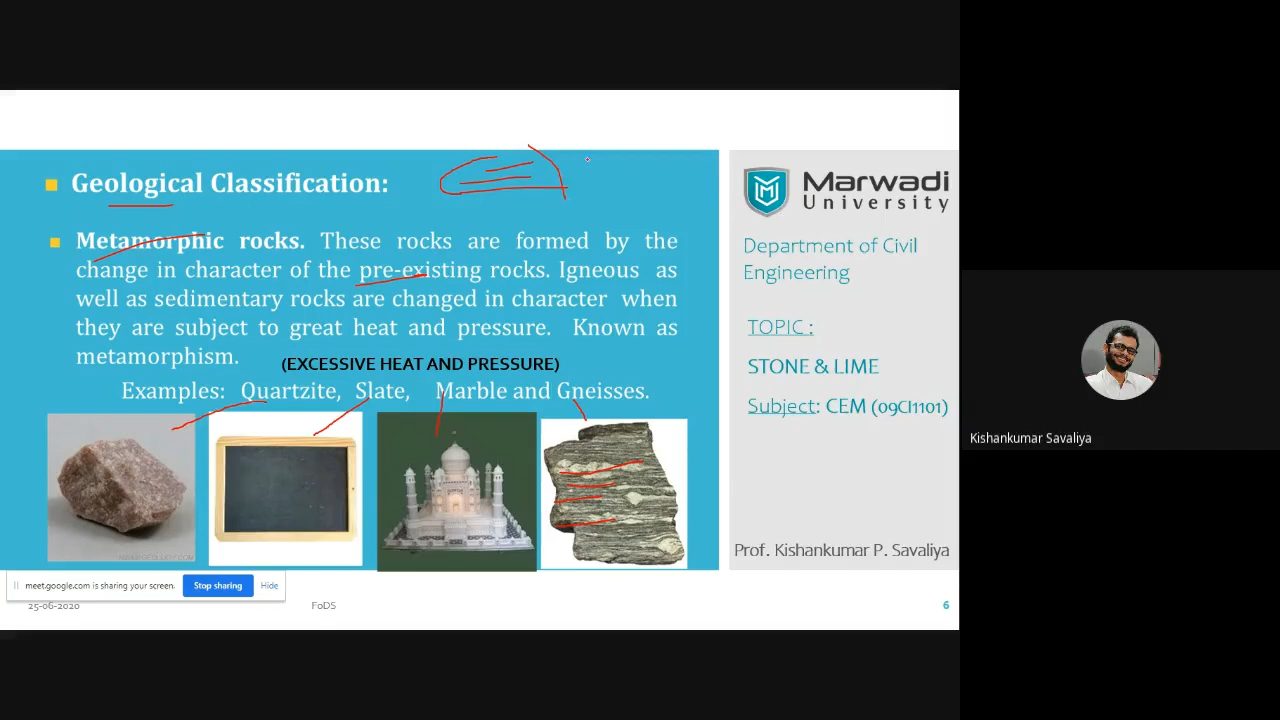 Geological Classification:
Metamorphic rocks. These rocks are formed by the
change in character of the pre-existing rocks. Igneous as
well as sedimentary rocks are changed in character when
they are subject to great heat and pressure. Known as
metamorphism.
(EXCESSIVE HEAT AND PRESSURE)
Examples: Quartzite, Slate, Marble and Gneisses.
meet.google.com is sharing your screen.
Stop sharing
Hide
25-06-2020
FoDS
6
Marwadi
University
Department of Civil
Engineering
TOPIC :
STONE & LIME
Subject: CEM (09CI1101)
Prof. Kishankumar P. Savaliya
Kishankumar Savaliya